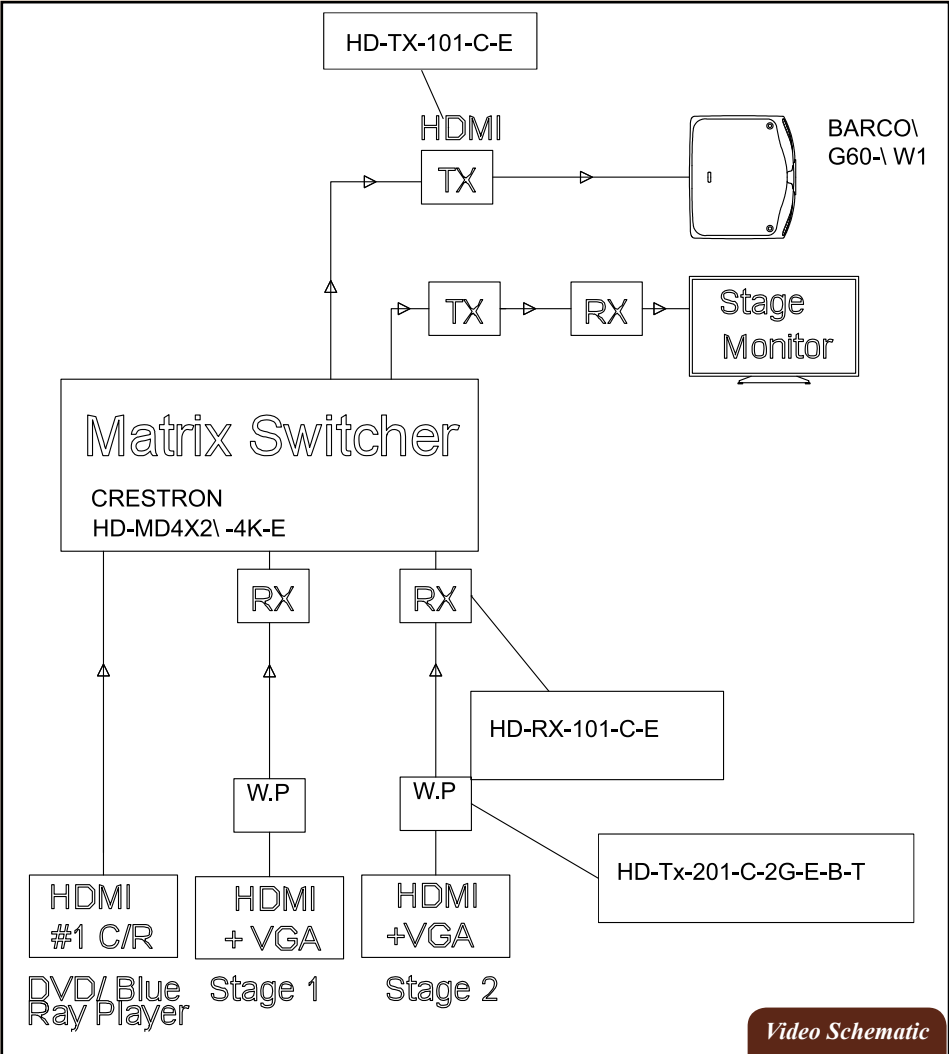 HD-TX-101-C-E
HDMI
TX
BARCO\
G60-\ W1
TX
RX
Stage
Monitor
Matrix Switcher
CRESTRON
HD-MD4X2\ -4K-E
RX
RX
HD-RX-101-C-E
W.P
W.P
HD-Tx-201-C-2G-E-B-T
HDMI
#1 C/R
HDMI
+ VGA
HDMI
+VGA
DVD/ Blue
Ray Player
Stage 1
Stage 2
Video Schematic